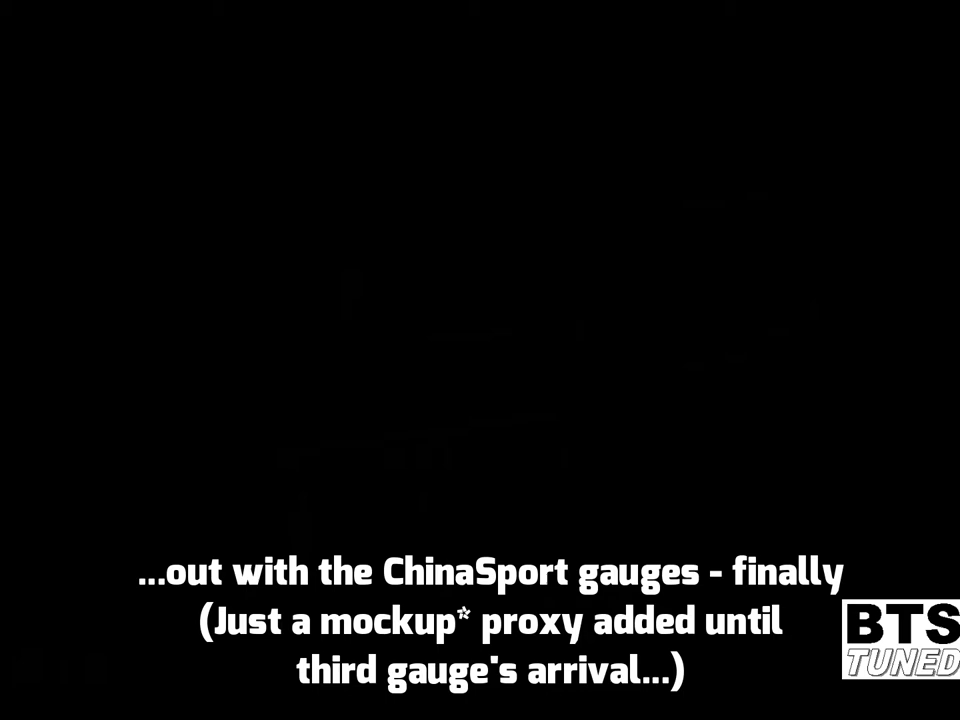 ...out with the ChinaSport gauges - finally
(Just a mockup* proxy added until
third gauge's arrival...)
BTS
TUNED